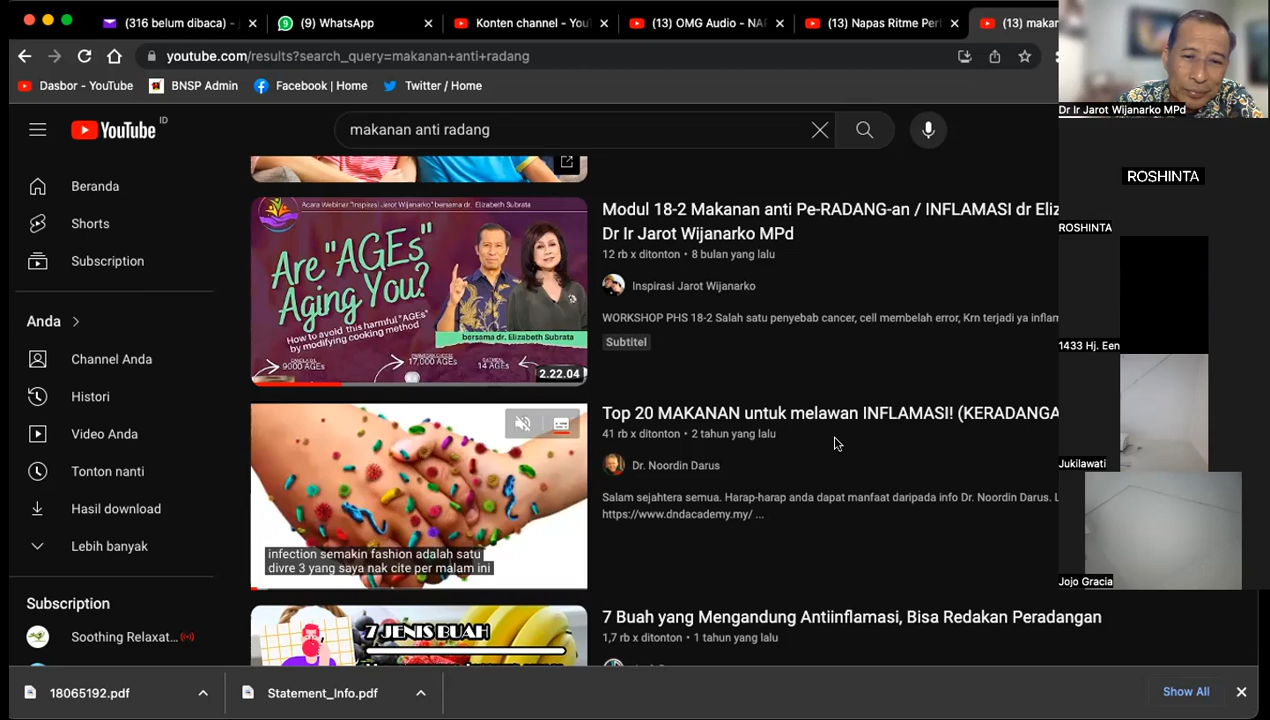 (316 belum dibaca) -
(9) WhatsApp
Konten channel - You
(13) OMG Audio - NA
(13) Napas Ritme Per
(13) makan
youtube.com/results?search_query=makanan+anti+radang
Dasbor - YouTube
BNSP Admin
Facebook | Home
Twitter / Home
YouTube ID
makanan anti radang
Dr Ir Jarot Wijanarko MPd
ROSHINTA
ROSHINTA
1433 Hj. Een
Jukilawati
Jojo Gracia
Beranda
Shorts
Subscription
Anda
Channel Anda
Histori
Video Anda
Tonton nanti
Hasil download
Lebih banyak
Subscription
Soothing Relaxat...
Acara Webinar "Inspirasi Jarot Wijanarko" bersama dr. Elizabeth Subrata
Are "AGEs"
Aging You?
How to avoid this harmful "AGEs"
by modifying cooking method
bersama dr. Elizabeth Subrata
9000 AGEs
17,000 AGEs
14 AGEs
2.22.04
Modul 18-2 Makanan anti Pe-RADANG-an / INFLAMASI dr Eliz
Dr Ir Jarot Wijanarko MPd
12 rb x ditonton • 8 bulan yang lalu
Inspirasi Jarot Wijanarko
WORKSHOP PHS 18-2 Salah satu penyebab cancer, cell membelah error, Krn terjadi ya inflam
Subtitel
infection semakin fashion adalah satu
divre 3 yang saya nak cite per malam ini
Top 20 MAKANAN untuk melawan INFLAMASI! (KERADANGA
41 rb x ditonton • 2 tahun yang lalu
Dr. Noordin Darus
Salam sejahtera semua. Harap-harap anda dapat manfaat daripada info Dr. Noordin Darus. L
https://www.dndacademy.my/ ...
7 JENIS BUAH
7 Buah yang Mengandung Antiinflamasi, Bisa Redakan Peradangan
1,7 rb x ditonton • 1 tahun yang lalu
18065192.pdf
Statement_Info.pdf
Show All